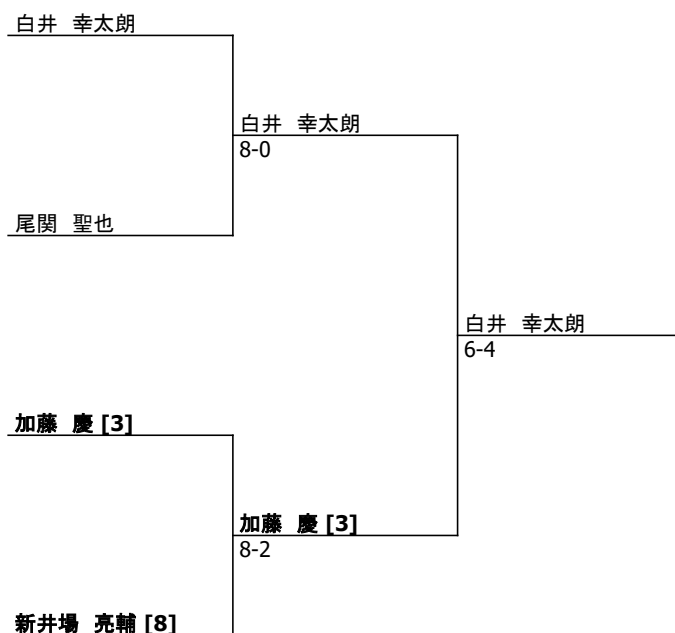 白井　幸太朗
白井　幸太朗
8-0
尾関　聖也
白井　幸太朗
6-4
加藤　慶 [3]
加藤　慶 [3]
8-2
新井場　亮輔 [8]